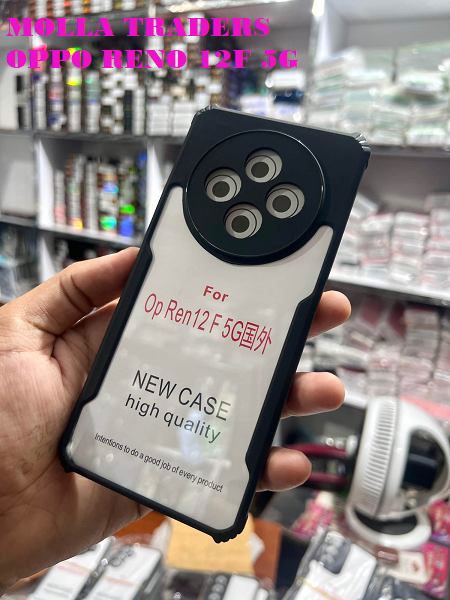 MOLLA TRADERS
OPPO RENO 12F 5G
For
Op Ren12 F 5G国外
NEW CASE
high quality
Intentions to do a good job of every product